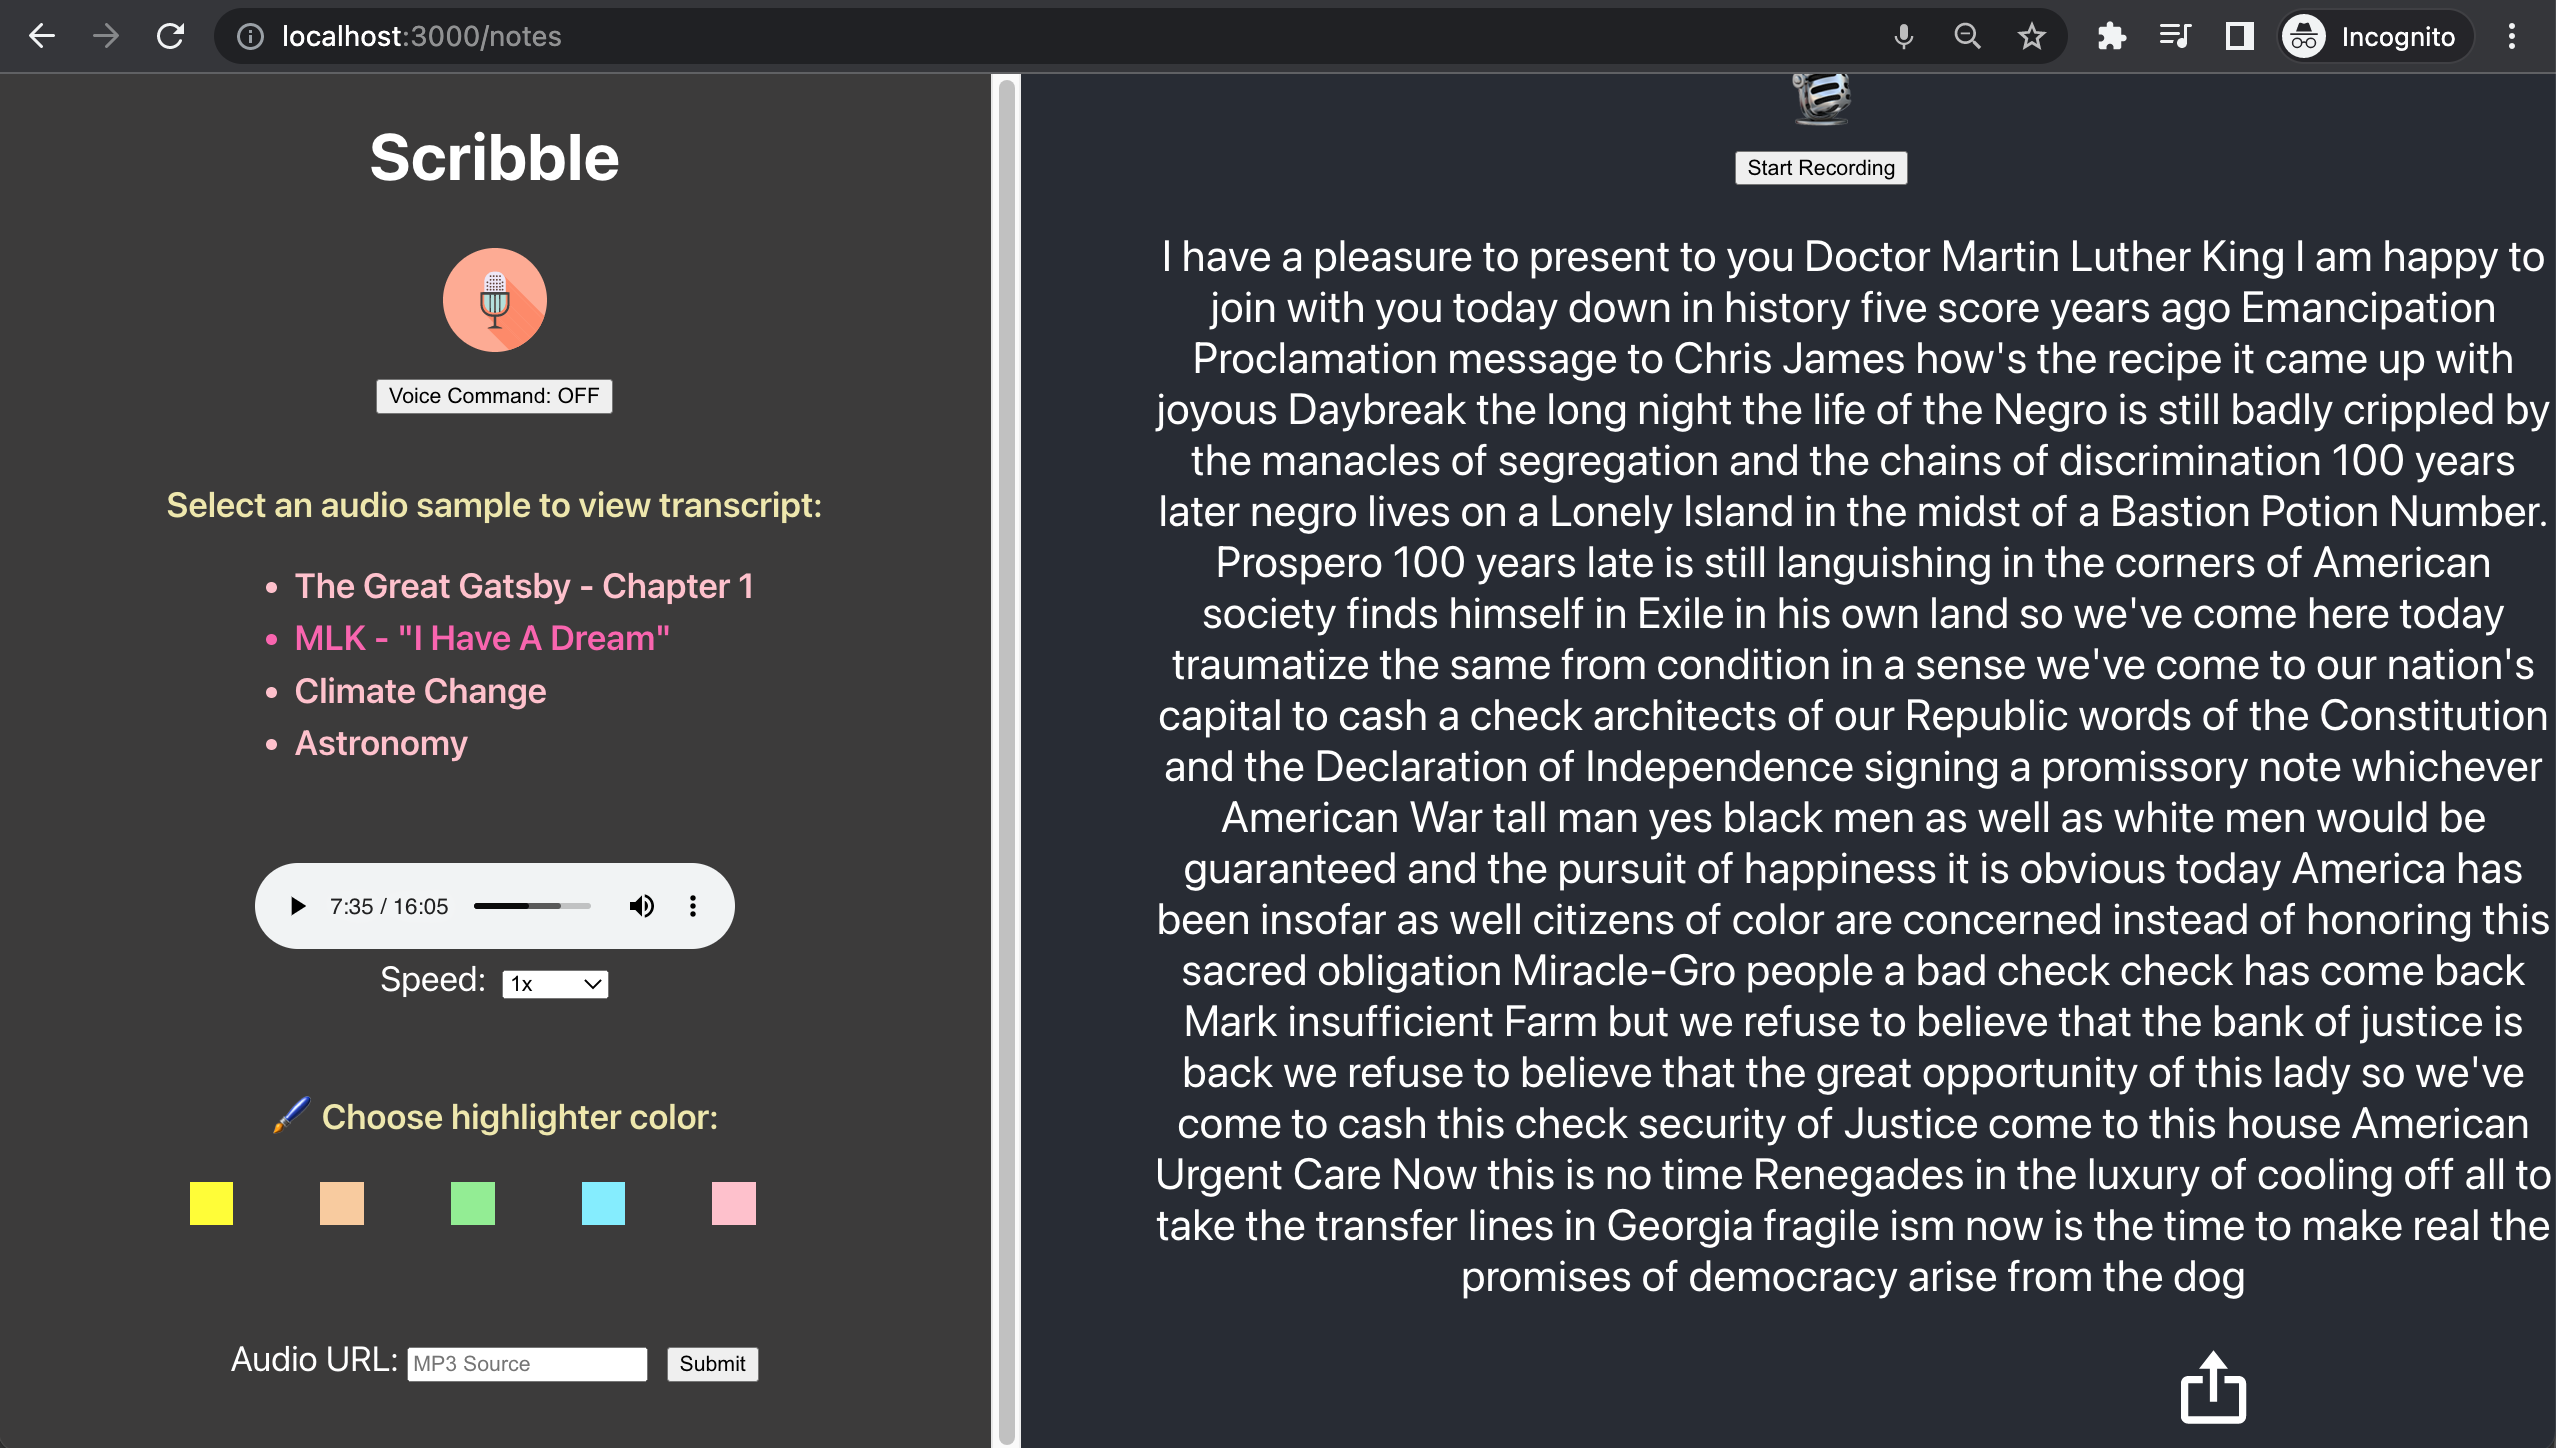 localhost:3000/notes
Incognito
Scribble
Voice Command: OFF
Select an audio sample to view transcript:
• The Great Gatsby - Chapter 1
• MLK - "I Have A Dream"
• Climate Change
• Astronomy
7:35 / 16:05
Speed: 1x
Choose highlighter color:
Audio URL: MP3 Source Submit
Start Recording
I have a pleasure to present to you Doctor Martin Luther King I am happy to
join with you today down in history five score years ago Emancipation
Proclamation message to Chris James how's the recipe it came up with
joyous Daybreak the long night the life of the Negro is still badly crippled by
the manacles of segregation and the chains of discrimination 100 years
later negro lives on a Lonely Island in the midst of a Bastion Potion Number.
Prospero 100 years late is still languishing in the corners of American
society finds himself in Exile in his own land so we've come here today
traumatize the same from condition in a sense we've come to our nation's
capital to cash a check architects of our Republic words of the Constitution
and the Declaration of Independence signing a promissory note whichever
American War tall man yes black men as well as white men would be
guaranteed and the pursuit of happiness it is obvious today America has
been insofar as well citizens of color are concerned instead of honoring this
sacred obligation Miracle-Gro people a bad check check has come back
Mark insufficient Farm but we refuse to believe that the bank of justice is
back we refuse to believe that the great opportunity of this lady so we've
come to cash this check security of Justice come to this house American
Urgent Care Now this is no time Renegades in the luxury of cooling off all to
take the transfer lines in Georgia fragile ism now is the time to make real the
promises of democracy arise from the dog